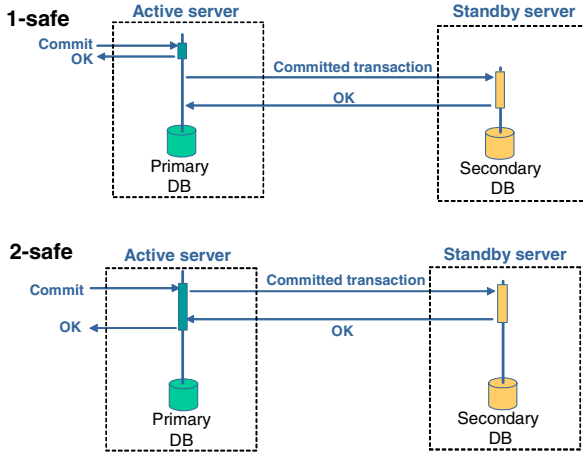 1-safe
Active server
Standby server
Commit
OK
Committed transaction
OK
Primary
DB
Secondary
DB
2-safe
Active server
Standby server
Commit
Committed transaction
OK
OK
Primary
DB
Secondary
DB